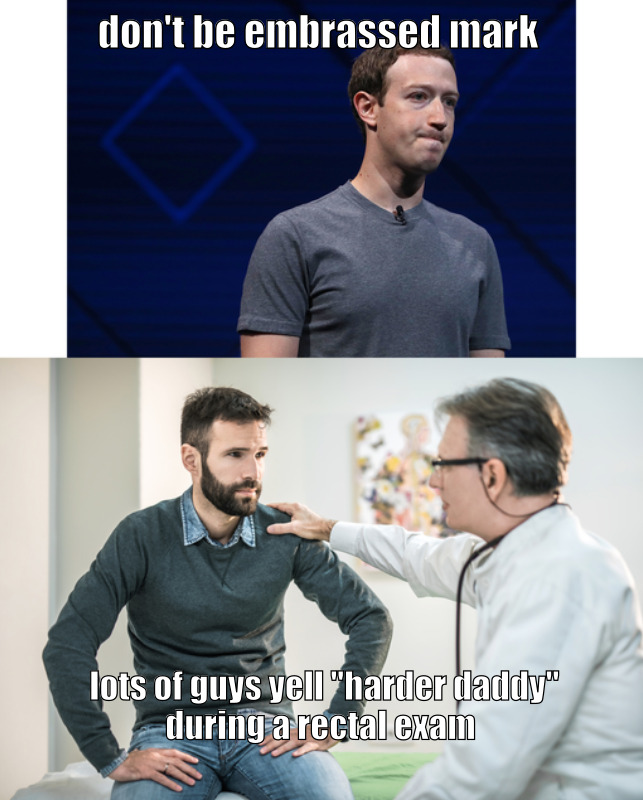 don't be embrassed mark
lots of guys yell "harder daddy"
during a rectal exam